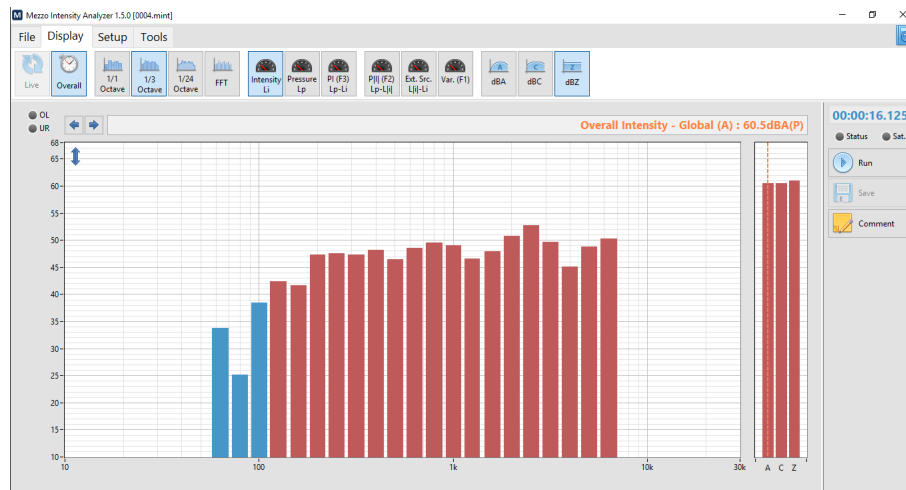 M Mezzo Intensity Analyzer 1.5.0 [0004.mint]
File Display Setup Tools
Live
Overall
1/1 Octave
1/3 Octave
1/24 Octave
FFT
Intensity Li
Pressure Lp
PI (F3) Lp-Li
P|I| (F2) Lp-L|i|
Ext. Src. L|i|-Li
Var. (F1)
A dBA
C dBC
Z dBZ
OL
UR
Overall Intensity - Global (A) : 60.5dBA(P)
00:00:16.125
Status Sat.
Run
Save
Comment
68
65
60
55
50
45
40
35
30
25
20
15
10
10 100 1k 10k 30k A C Z